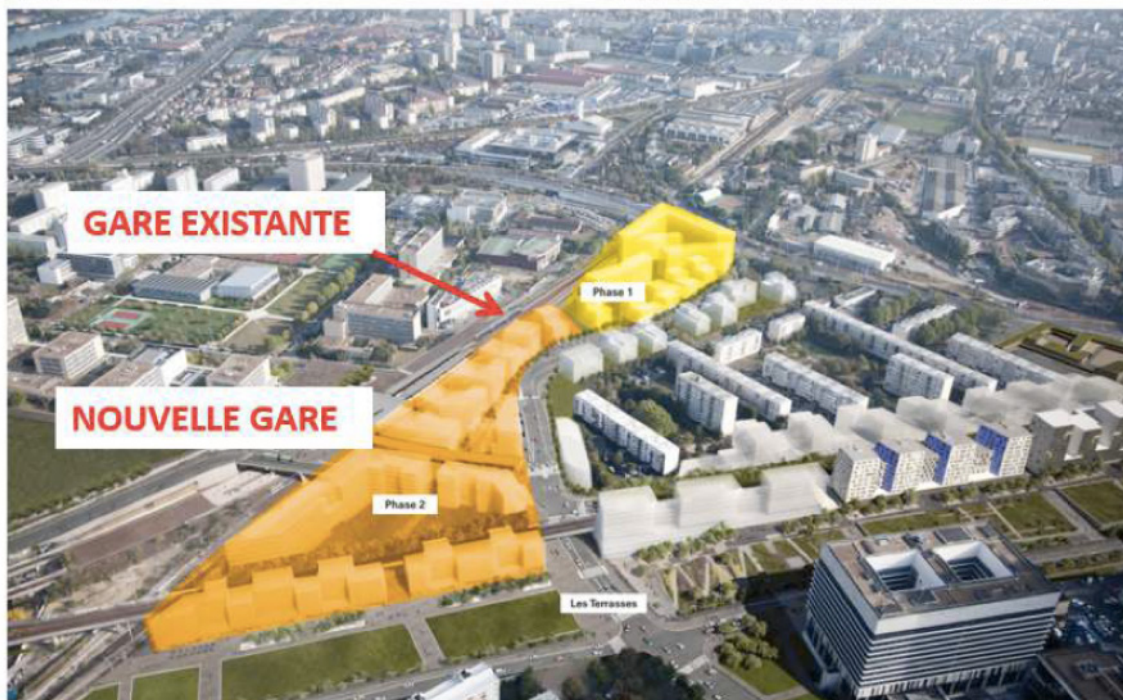 GARE EXISTANTE
Phase 1
NOUVELLE GARE
Phase 2
Les Terrasses